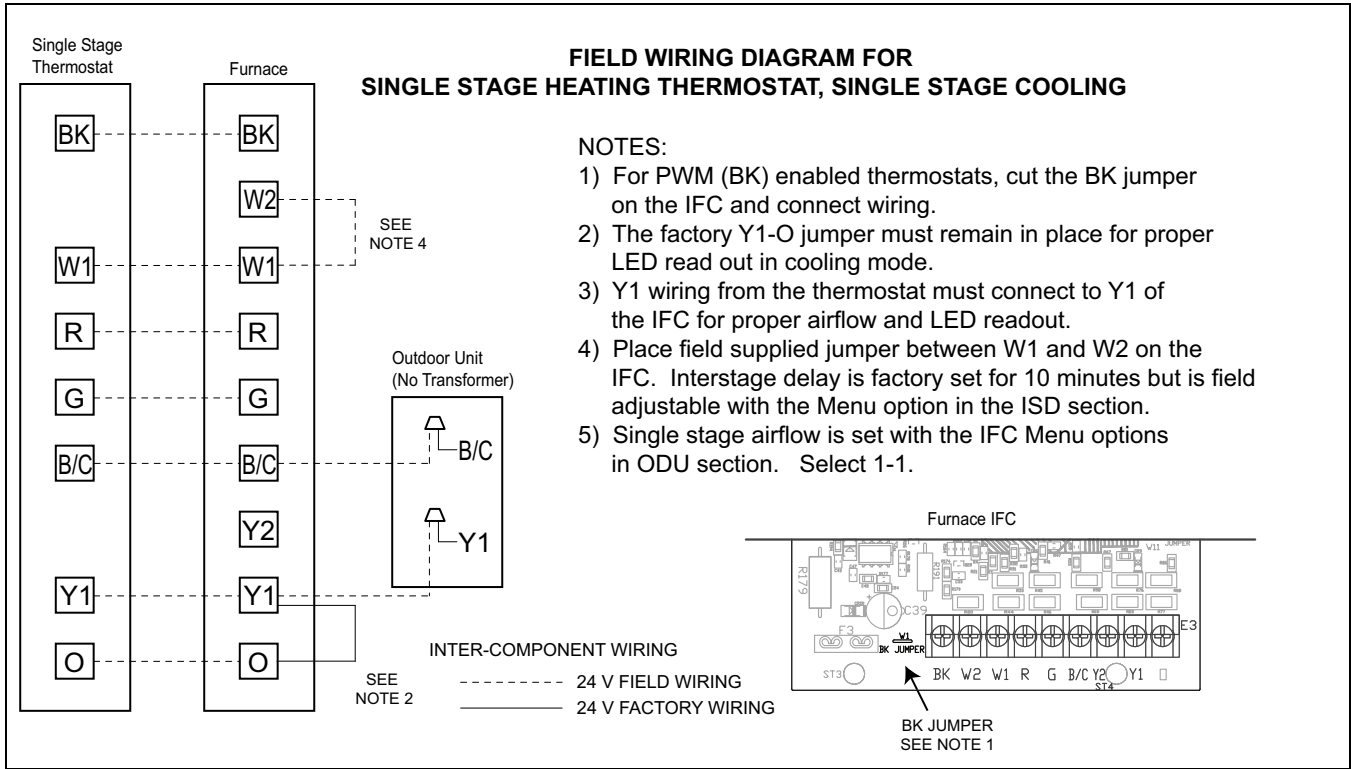 FIELD WIRING DIAGRAM FOR
SINGLE STAGE HEATING THERMOSTAT, SINGLE STAGE COOLING
Single Stage
Thermostat
Furnace
BK
W1
R
G
B/C
Y1
O
BK
W2
W1
R
G
B/C
Y2
Y1
O
SEE
NOTE 4
SEE
NOTE 2
Outdoor Unit
(No Transformer)
B/C
Y1
INTER-COMPONENT WIRING
24 V FIELD WIRING
24 V FACTORY WIRING
NOTES:
1) For PWM (BK) enabled thermostats, cut the BK jumper
on the IFC and connect wiring.
2) The factory Y1-O jumper must remain in place for proper
LED read out in cooling mode.
3) Y1 wiring from the thermostat must connect to Y1 of
the IFC for proper airflow and LED readout.
4) Place field supplied jumper between W1 and W2 on the
IFC. Interstage delay is factory set for 10 minutes but is field
adjustable with the Menu option in the ISD section.
5) Single stage airflow is set with the IFC Menu options
in ODU section. Select 1-1.
Furnace IFC
JUMPER
W11
R179
R191
C39
F3
W1
BK JUMPER
E3
ST3
BK W2 W1 R G B/C Y2 Y1
ST4
BK JUMPER
SEE NOTE 1